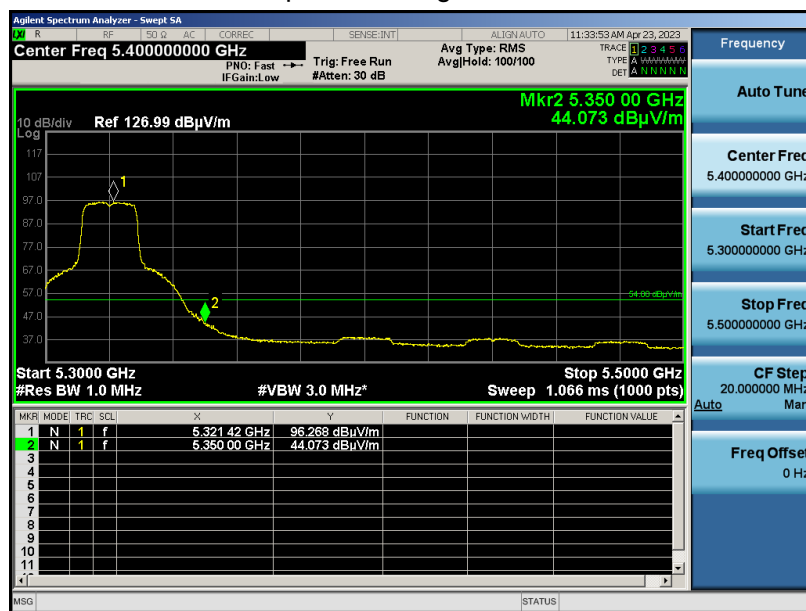 Agilent Spectrum Analyzer - Swept SA
LXI R RF 50 Ω AC CORREC SENSE:INT ALIGN AUTO 11:33:53 AM Apr 23, 2023
Center Freq 5.400000000 GHz
PNO: Fast
IFGain:Low
Trig: Free Run
#Atten: 30 dB
Avg Type: RMS
Avg|Hold: 100/100
TRACE 1 2 3 4 5 6
TYPE A WWWWW
DET A N N N N N
Mkr2 5.350 00 GHz
44.073 dBµV/m
10 dB/div Ref 126.99 dBµV/m
Log
117
107
97.0
87.0
77.0
67.0
57.0
47.0
37.0
1
2
54.00 dBµV/m
Start 5.3000 GHz Stop 5.5000 GHz
#Res BW 1.0 MHz #VBW 3.0 MHz* Sweep 1.066 ms (1000 pts)
MKR MODE TRC SCL X Y FUNCTION FUNCTION WIDTH FUNCTION VALUE
1 N 1 f 5.321 42 GHz 96.268 dBµV/m
2 N 1 f 5.350 00 GHz 44.073 dBµV/m
3
4
5
6
7
8
9
10
11
MSG STATUS
Frequency
Auto Tune
Center Freq
5.400000000 GHz
Start Freq
5.300000000 GHz
Stop Freq
5.500000000 GHz
CF Step
20.000000 MHz
Auto Man
Freq Offset
0 Hz